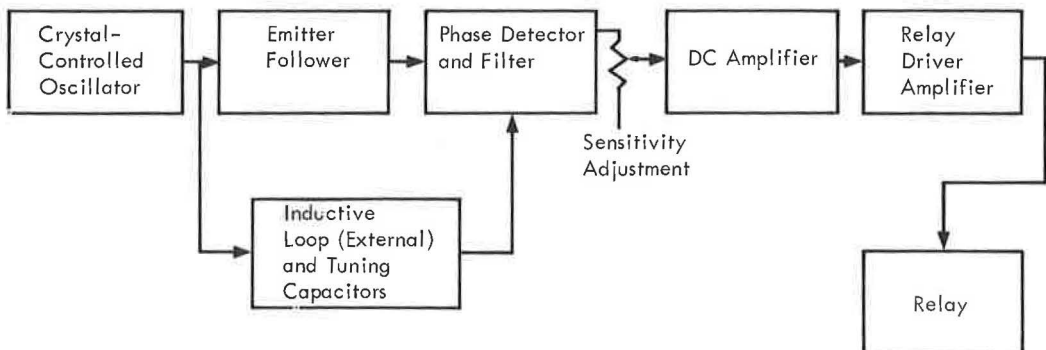 Crystal-
Controlled
Oscillator
Emitter
Follower
Phase Detector
and Filter
DC Amplifier
Relay
Driver
Amplifier
Sensitivity
Adjustment
Inductive
Loop (External)
and Tuning
Capacitors
Relay